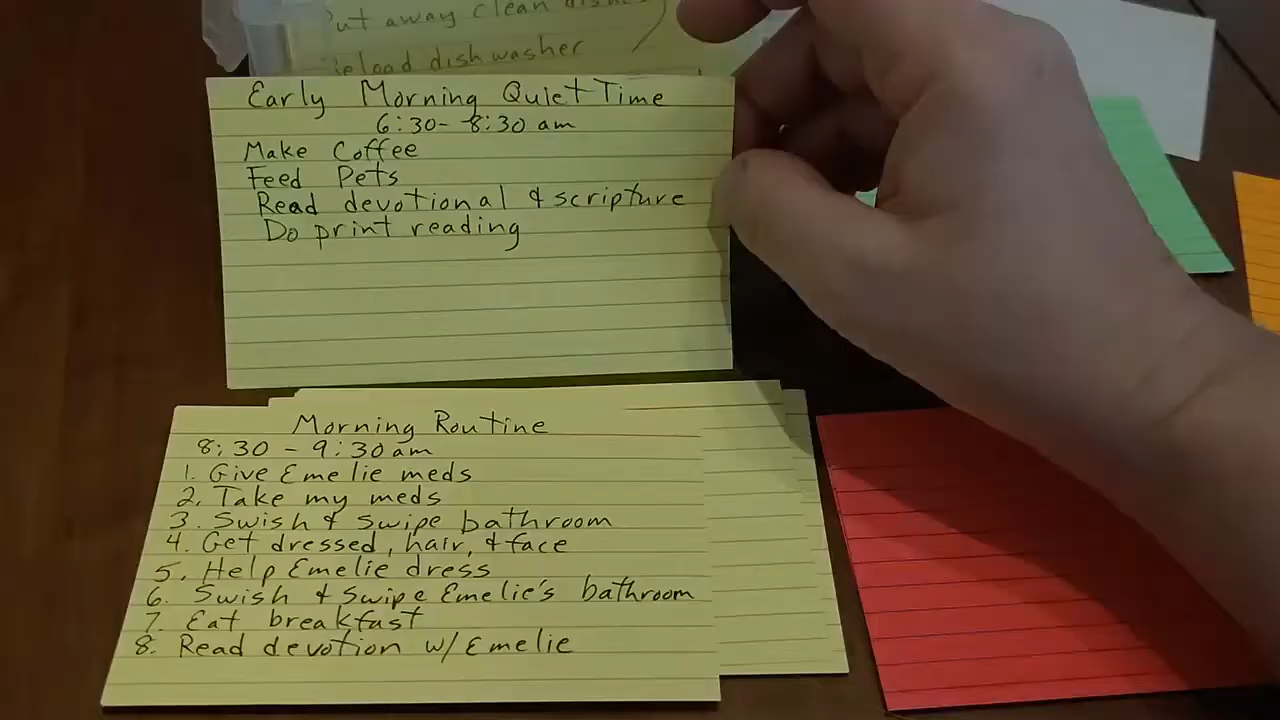 Put away clean dishes
reload dishwasher
Early Morning Quiet Time
6:30- 8:30 am
Make Coffee
Feed Pets
Read devotional & scripture
Do print reading
Morning Routine
8:30 - 9:30 am
1. Give Emelie meds
2. Take my meds
3. Swish & Swipe bathroom
4. Get dressed, hair, & face
5. Help Emelie dress
6. Swish & Swipe Emelie's bathroom
7. Eat breakfast
8. Read devotion w/ Emelie